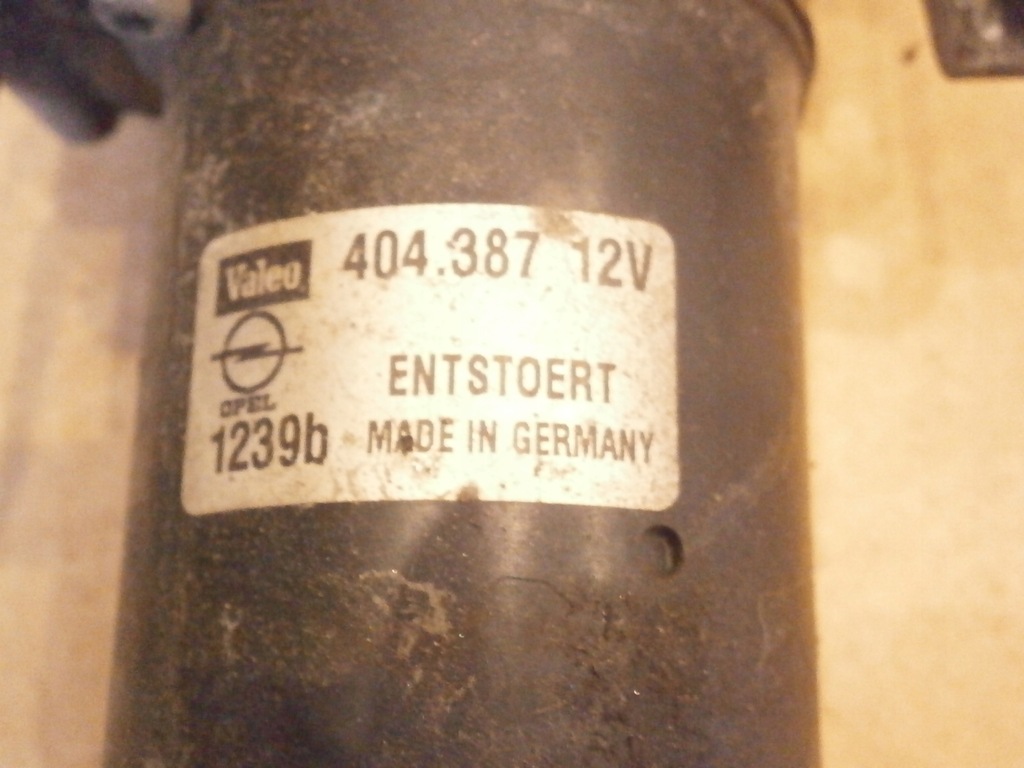 Valeo 404.387 12V
OPEL
ENTSTOERT
1239b MADE IN GERMANY